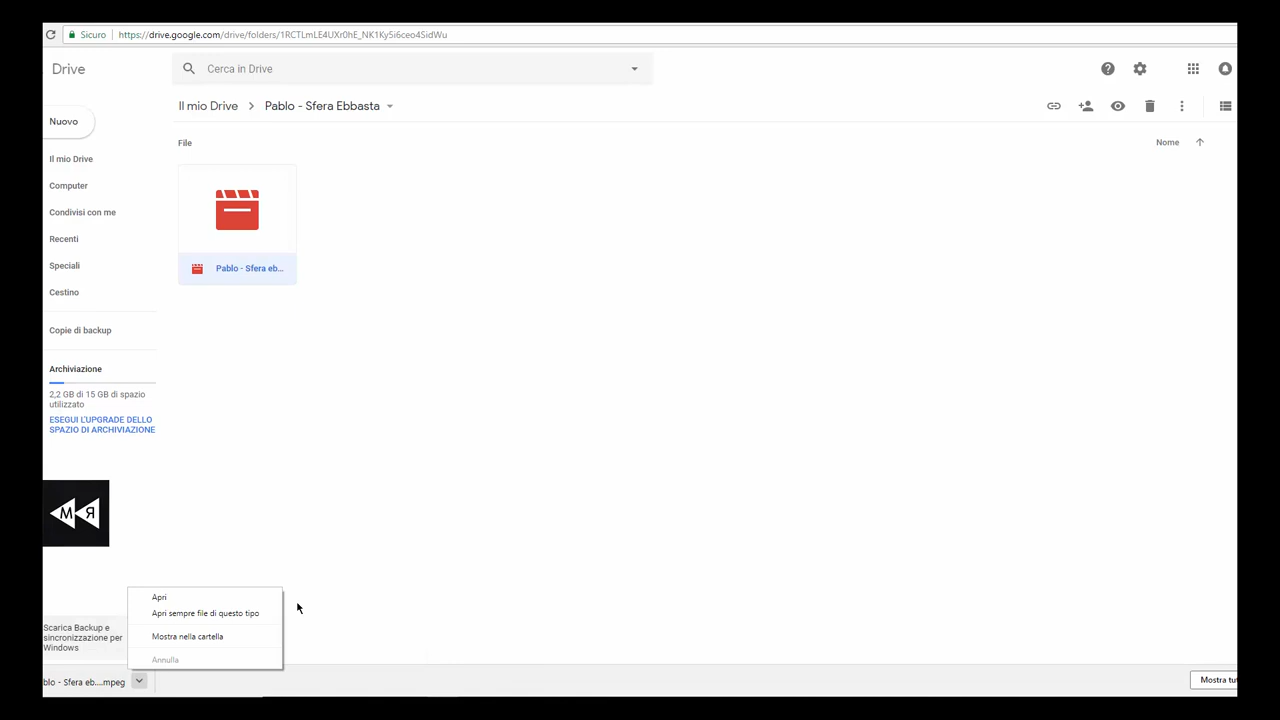 Sicuro https://drive.google.com/drive/folders/1RCTLmLE4UXr0hE_NK1Ky5i6ceo4SidWu
Drive
Cerca in Drive
Nuovo
Il mio Drive > Pablo - Sfera Ebbasta
File
Nome
Il mio Drive
Computer
Condivisi con me
Recenti
Speciali
Cestino
Pablo - Sfera eb...
Copie di backup
Archiviazione
2,2 GB di 15 GB di spazio
utilizzato
ESEGUI L'UPGRADE DELLO
SPAZIO DI ARCHIVIAZIONE
MR
Apri
Apri sempre file di questo tipo
Mostra nella cartella
Annulla
Scarica Backup e
sincronizzazione per
Windows
blo - Sfera eb....mpeg
Mostra tut